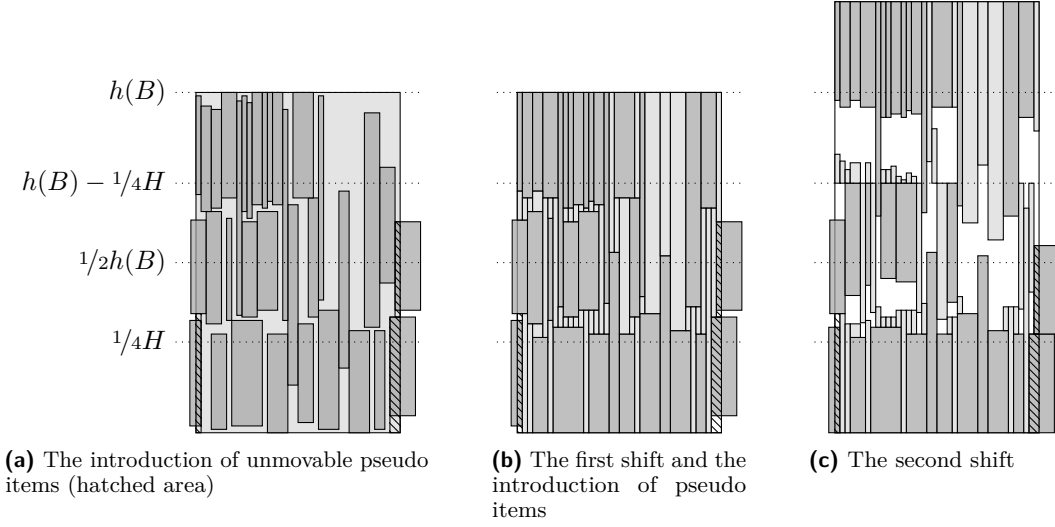 h(B)
h(B) − 1/4H
1/2h(B)
1/4H
(a) The introduction of unmovable pseudo
items (hatched area)
(b) The first shift and the
introduction of pseudo
items
(c) The second shift